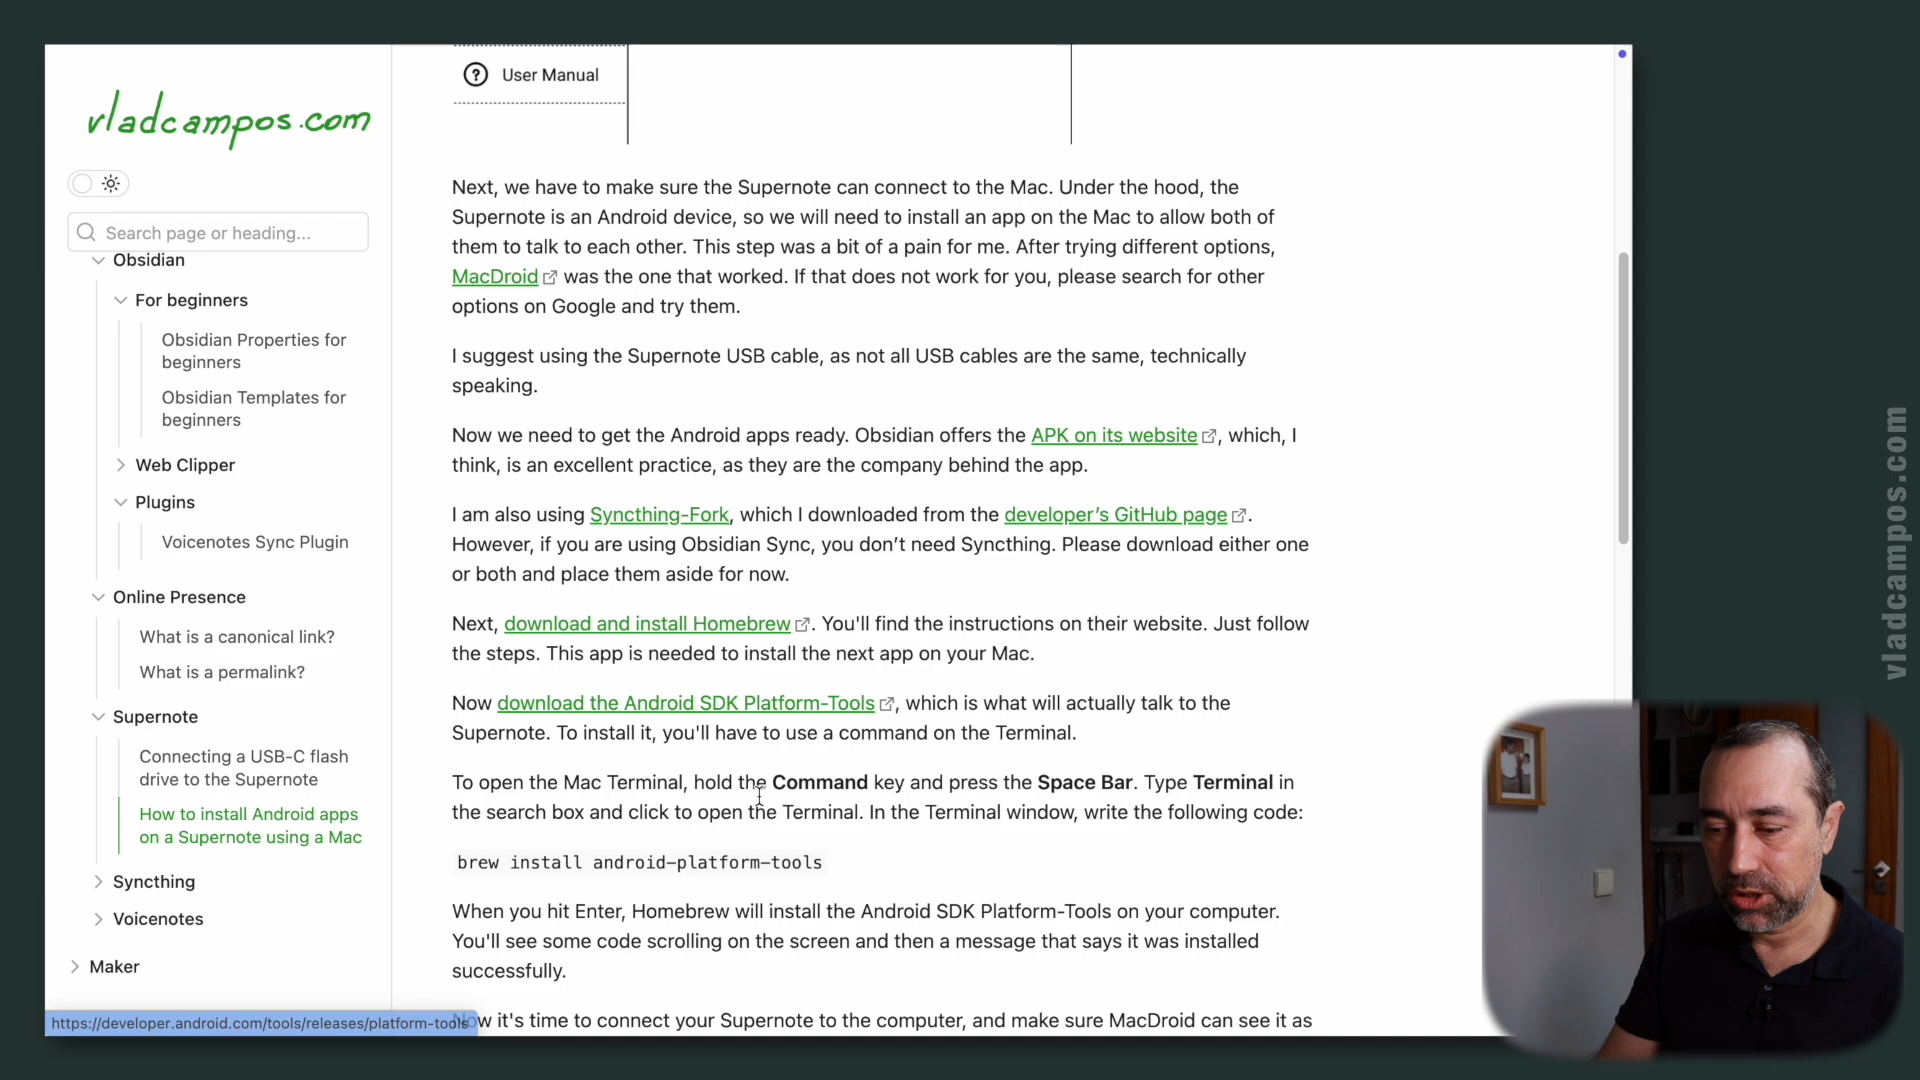 vladcampos.com
Search page or heading...
Obsidian
For beginners
Obsidian Properties for
beginners
Obsidian Templates for
beginners
Web Clipper
Plugins
Voicenotes Sync Plugin
Online Presence
What is a canonical link?
What is a permalink?
Supernote
Connecting a USB-C flash
drive to the Supernote
How to install Android apps
on a Supernote using a Mac
Syncthing
Voicenotes
Maker
https://developer.android.com/tools/releases/platform-tools
User Manual
Next, we have to make sure the Supernote can connect to the Mac. Under the hood, the
Supernote is an Android device, so we will need to install an app on the Mac to allow both of
them to talk to each other. This step was a bit of a pain for me. After trying different options,
MacDroid was the one that worked. If that does not work for you, please search for other
options on Google and try them.
I suggest using the Supernote USB cable, as not all USB cables are the same, technically
speaking.
Now we need to get the Android apps ready. Obsidian offers the APK on its website, which, I
think, is an excellent practice, as they are the company behind the app.
I am also using Syncthing-Fork, which I downloaded from the developer’s GitHub page.
However, if you are using Obsidian Sync, you don’t need Syncthing. Please download either one
or both and place them aside for now.
Next, download and install Homebrew. You'll find the instructions on their website. Just follow
the steps. This app is needed to install the next app on your Mac.
Now download the Android SDK Platform-Tools, which is what will actually talk to the
Supernote. To install it, you'll have to use a command on the Terminal.
To open the Mac Terminal, hold the Command key and press the Space Bar. Type Terminal in
the search box and click to open the Terminal. In the Terminal window, write the following code:
brew install android-platform-tools
When you hit Enter, Homebrew will install the Android SDK Platform-Tools on your computer.
You'll see some code scrolling on the screen and then a message that says it was installed
successfully.
Now it's time to connect your Supernote to the computer, and make sure MacDroid can see it as
vladcampos.com